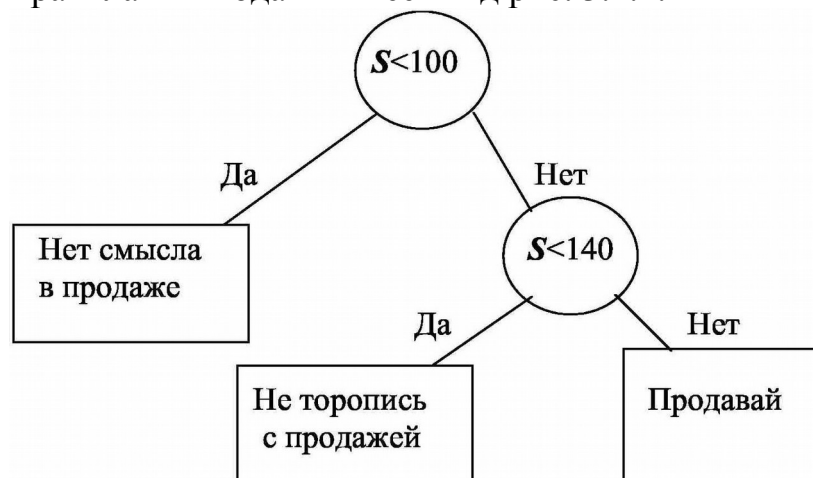 S<100
Да
Нет
Нет смысла
в продаже
S<140
Да
Нет
Не торопись
с продажей
Продавай